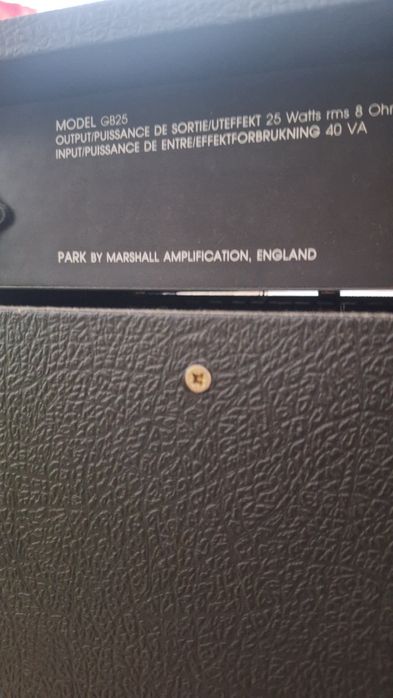 MODEL GB25
OUTPUT/PUISSANCE DE SORTIE/UTEFFEKT 25 Watts rms 8 Ohm
INPUT/PUISSANCE DE ENTRE/EFFEKTFORBRUKNING 40 VA
PARK BY MARSHALL AMPLIFICATION, ENGLAND